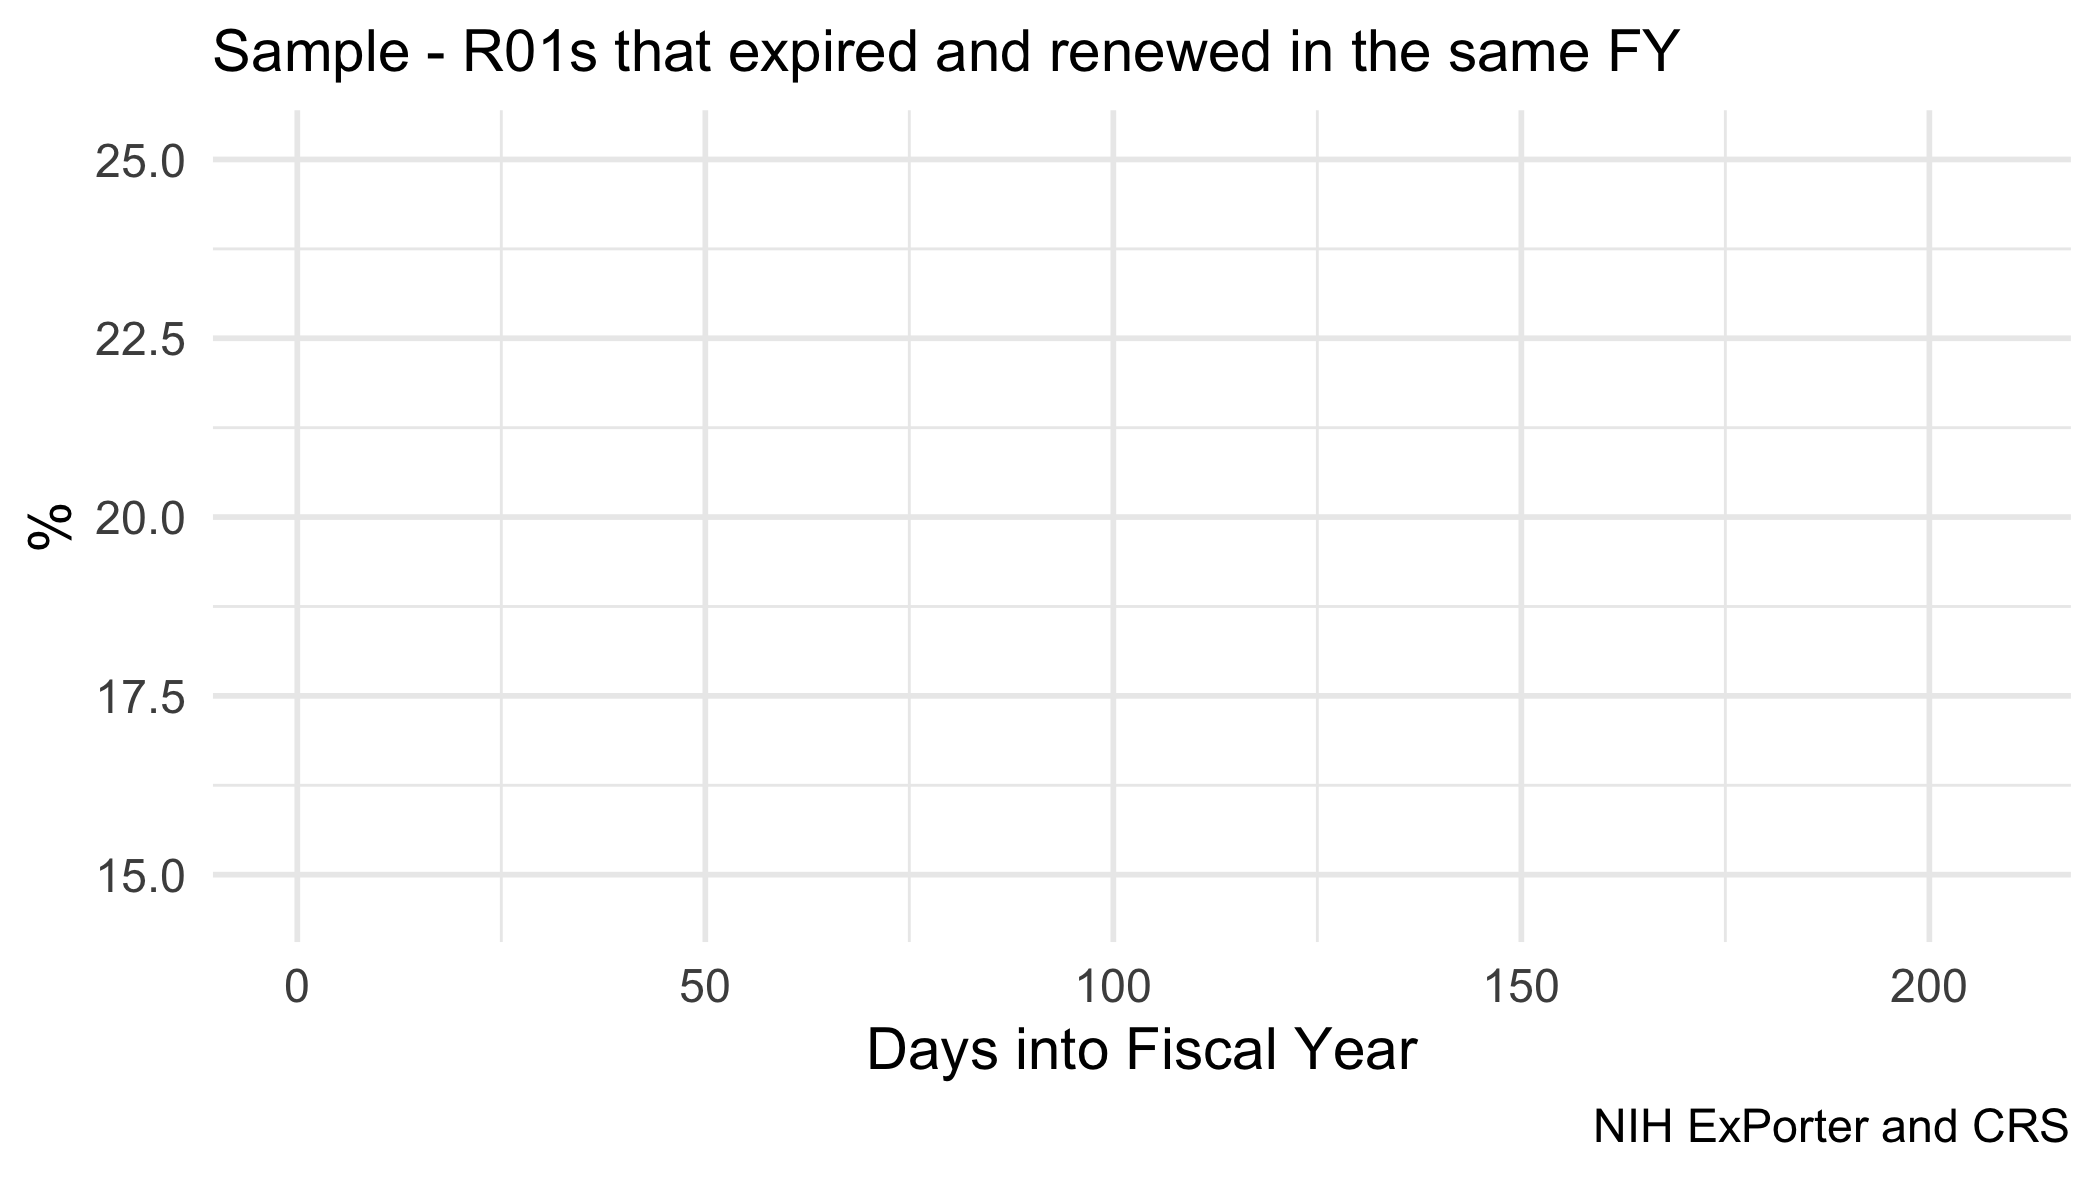 Sample - R01s that expired and renewed in the same FY
25.0
22.5
20.0
17.5
15.0
%
0 50 100 150 200
Days into Fiscal Year
NIH ExPorter and CRS